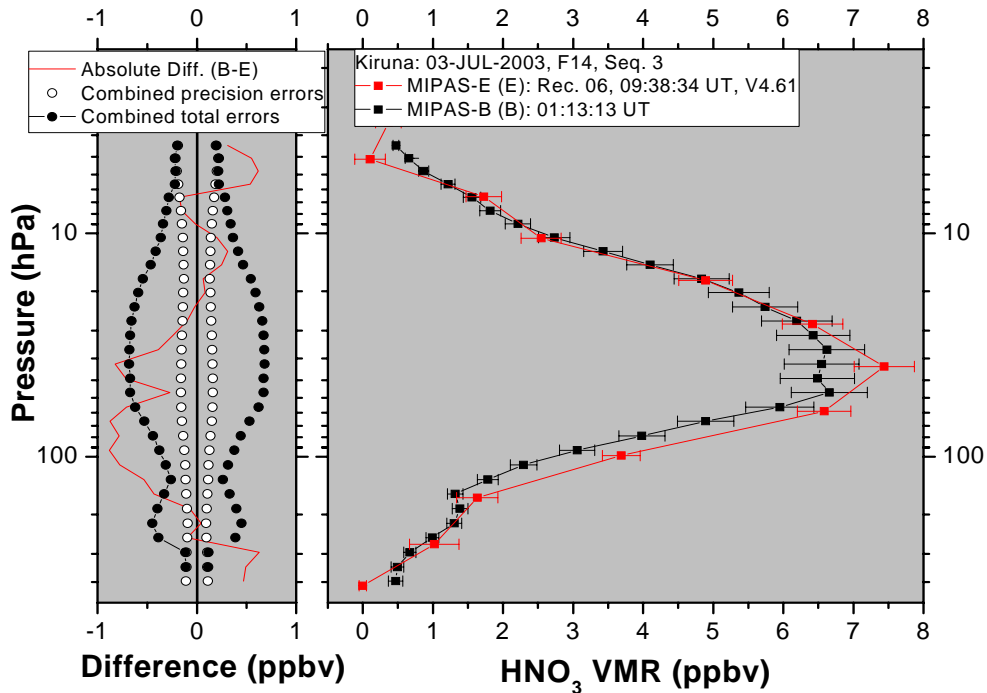 -1 0 1
0 1 2 3 4 5 6 7 8
Absolute Diff. (B-E)
Combined precision errors
Combined total errors
Kiruna: 03-JUL-2003, F14, Seq. 3
MIPAS-E (E): Rec. 06, 09:38:34 UT, V4.61
MIPAS-B (B): 01:13:13 UT
Pressure (hPa)
10
100
10
100
-1 0 1
0 1 2 3 4 5 6 7 8
Difference (ppbv)
HNO₃ VMR (ppbv)